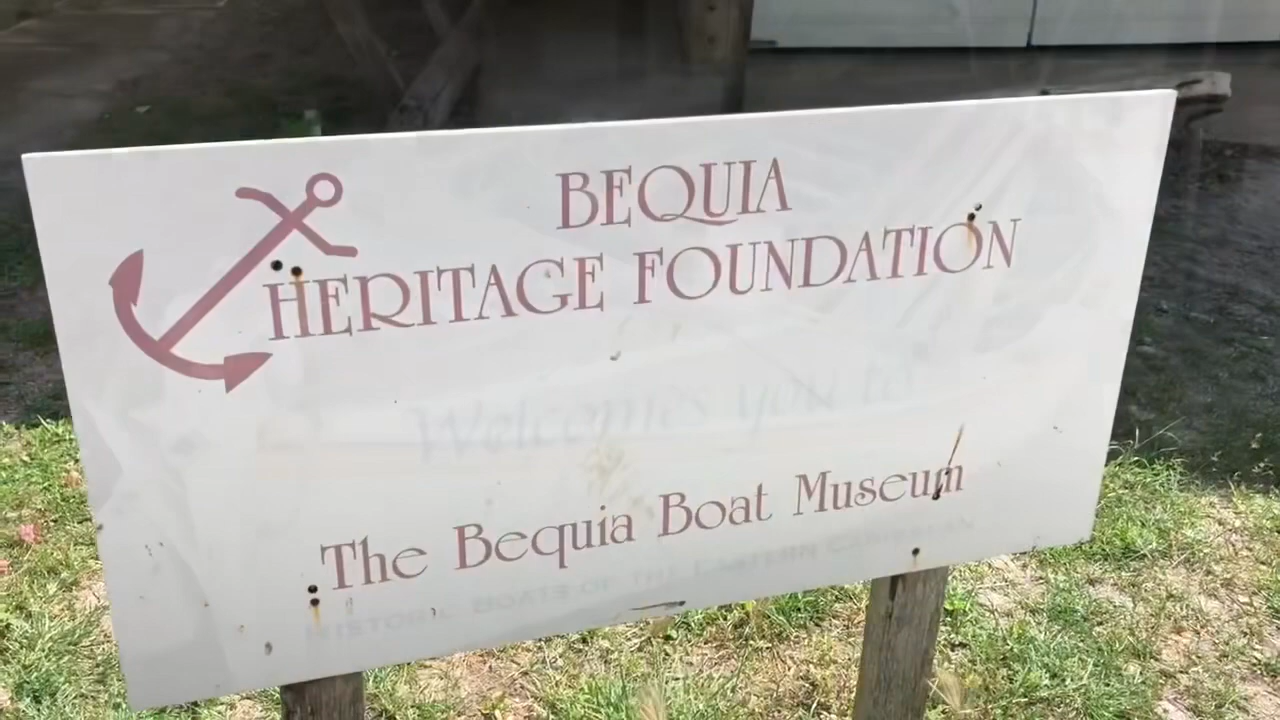 BEQUIA
HERITAGE FOUNDATION
Welcomes you to
The Bequia Boat Museum
HISTORIC BOATS OF THE EASTERN CARIBBEAN